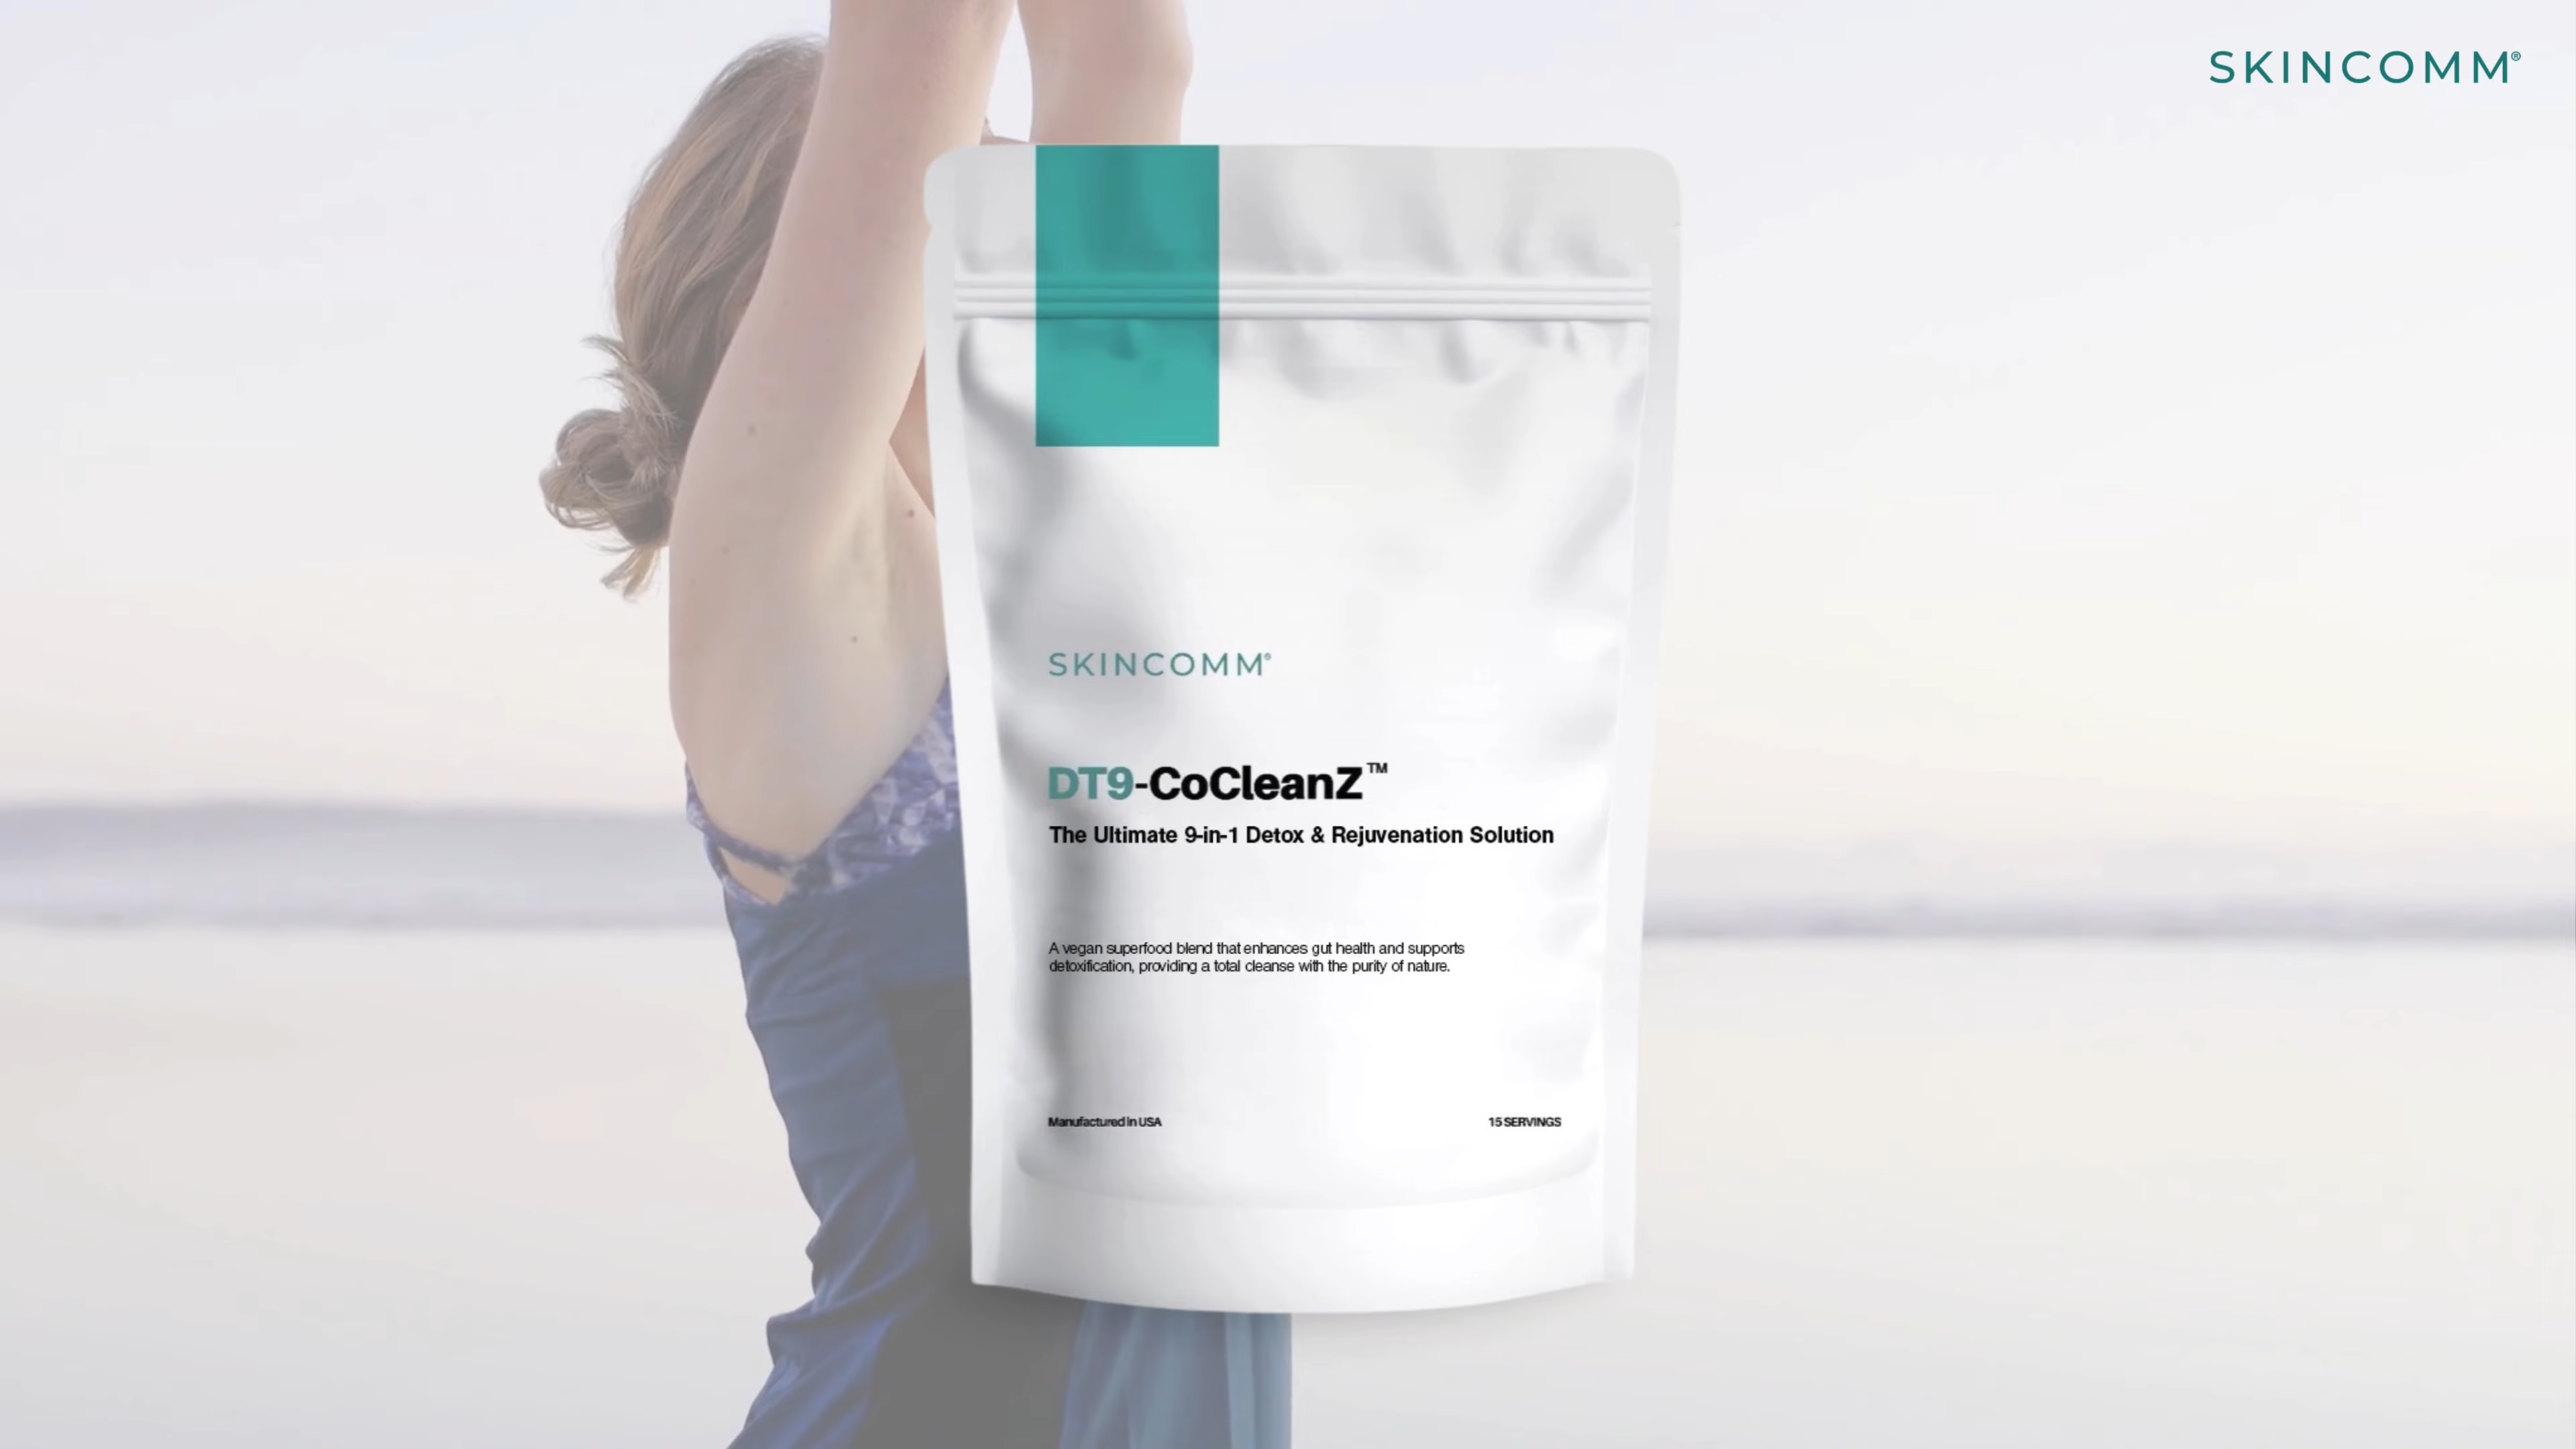 SKINCOMM®
SKINCOMM®
DT9-CoCleanZ™
The Ultimate 9-in-1 Detox & Rejuvenation Solution
A vegan superfood blend that enhances gut health and supports
detoxification, providing a total cleanse with the purity of nature.
Manufactured in USA
15 SERVINGS